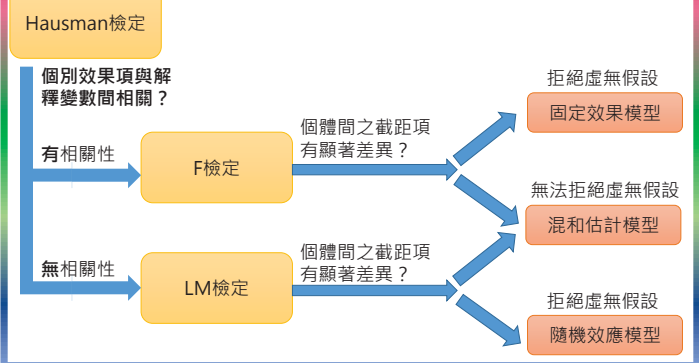 Hausman檢定
個別效果項與解
釋變數間相關？
有相關性
F檢定
個體間之截距項
有顯著差異？
拒絕虛無假設
固定效果模型
無法拒絕虛無假設
混和估計模型
無相關性
LM檢定
個體間之截距項
有顯著差異？
拒絕虛無假設
隨機效應模型